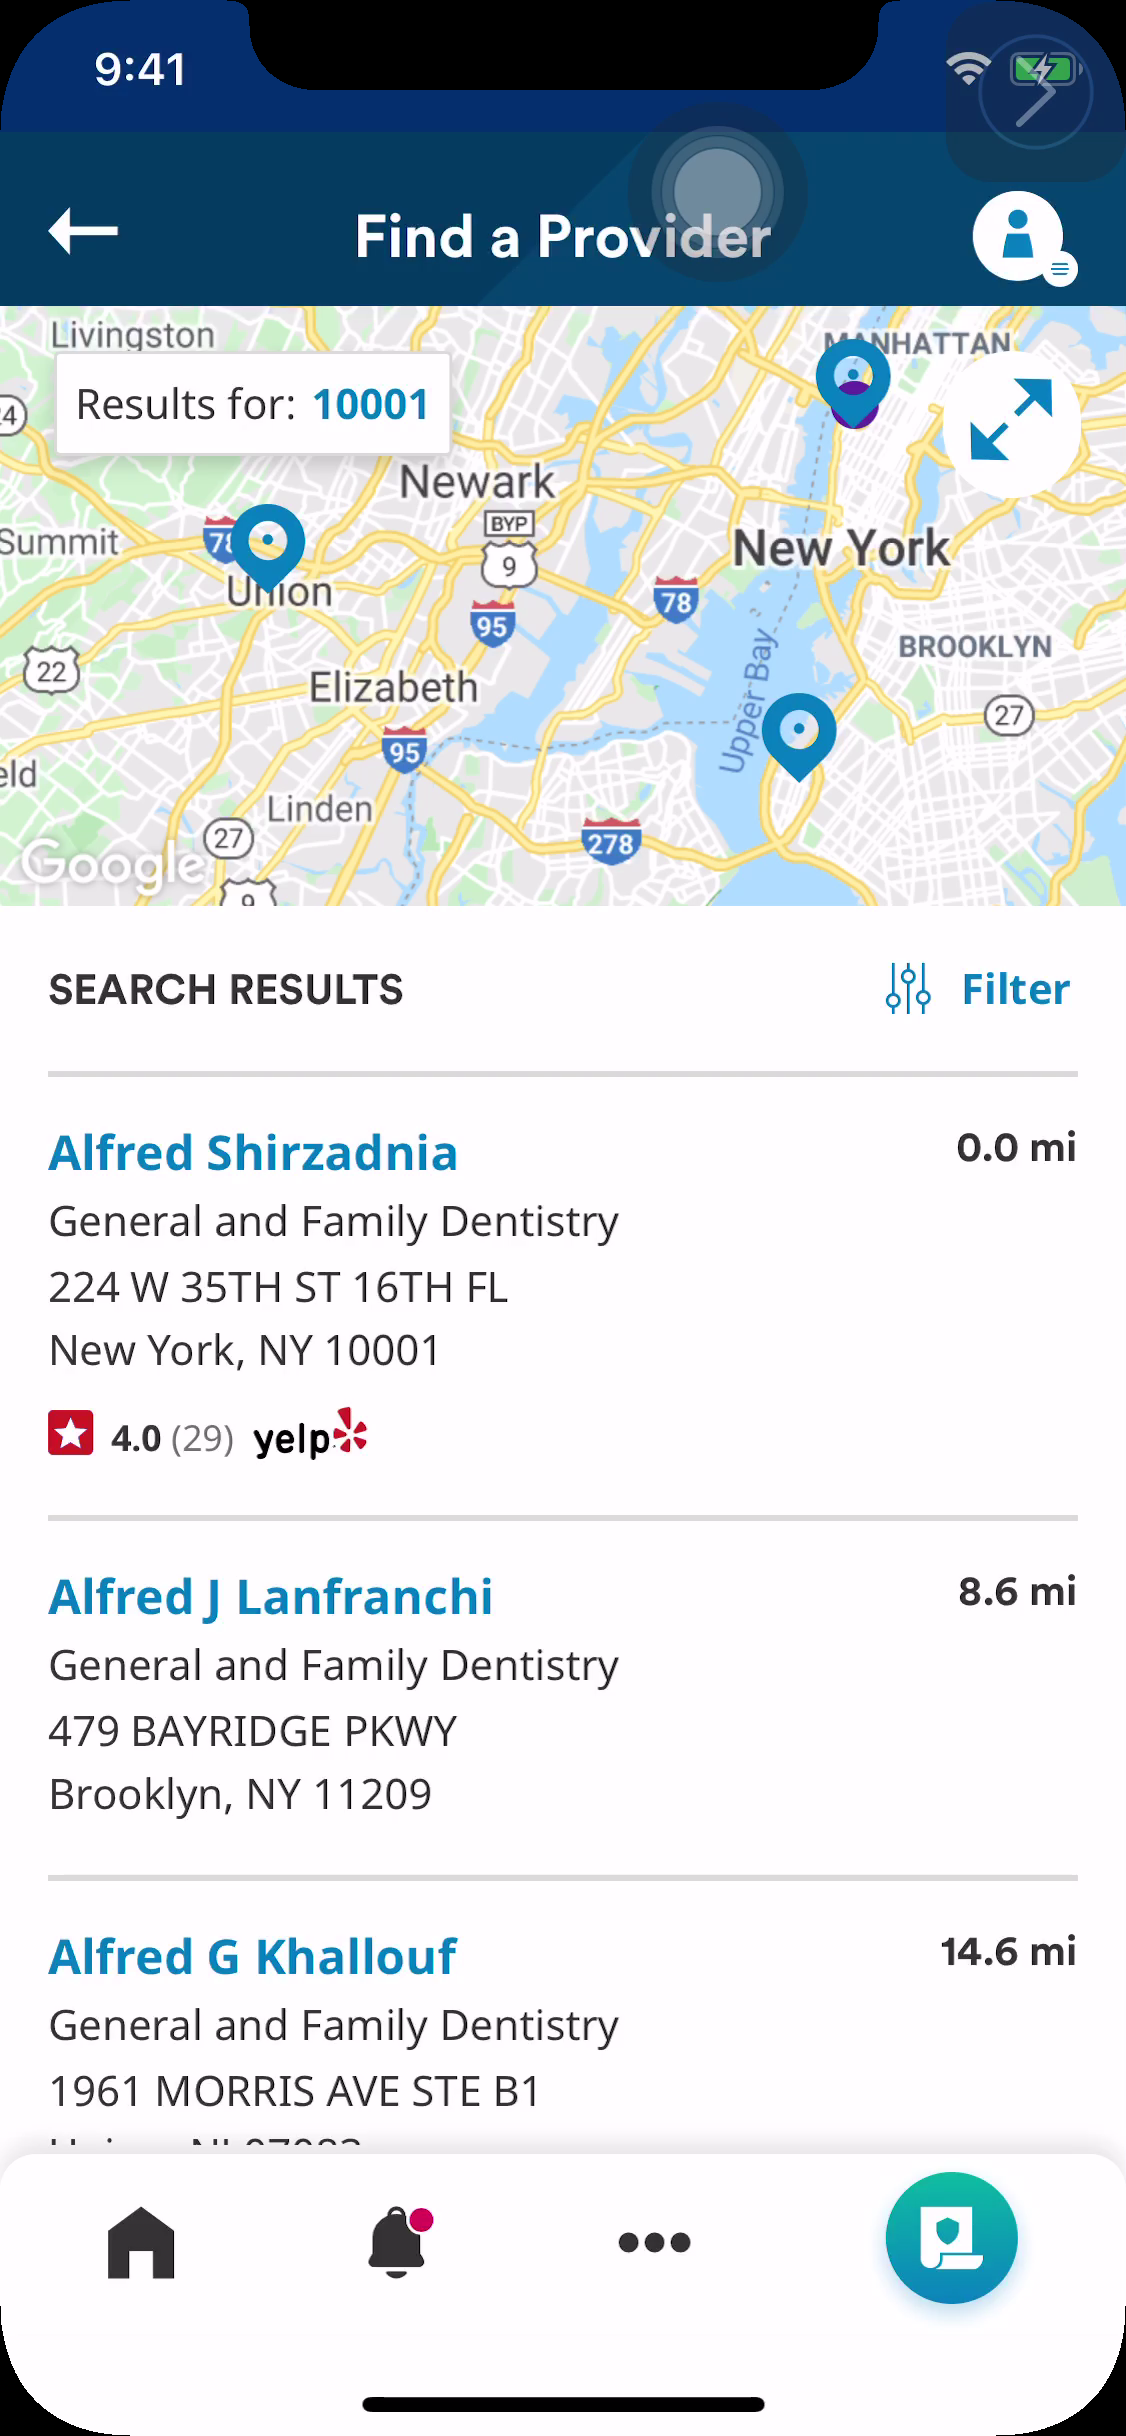 9:41
Find a Provider
Livingston
MANHATTAN
24
Results for: 10001
Newark
Summit
78
BYP
9
New York
Union
78
95
22
BROOKLYN
Elizabeth
27
Upper Bay
95
eld
Linden
27
278
Google
9
SEARCH RESULTS
Filter
Alfred Shirzadnia
0.0 mi
General and Family Dentistry
224 W 35TH ST 16TH FL
New York, NY 10001
4.0 (29) yelp
Alfred J Lanfranchi
8.6 mi
General and Family Dentistry
479 BAYRIDGE PKWY
Brooklyn, NY 11209
Alfred G Khallouf
14.6 mi
General and Family Dentistry
1961 MORRIS AVE STE B1